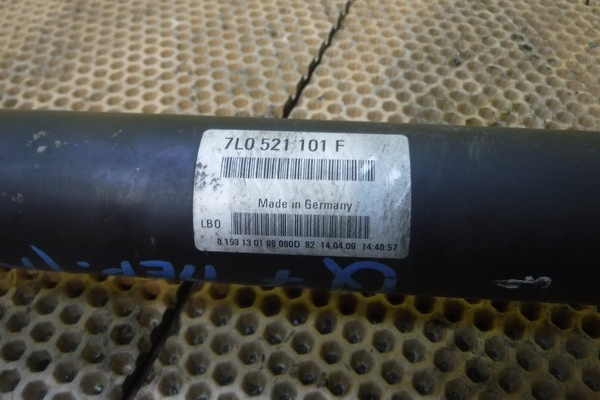 7L0 521 101 F
Made in Germany
LBO
8.153 13 01 98 080D 82 14.04.09 14:46:57